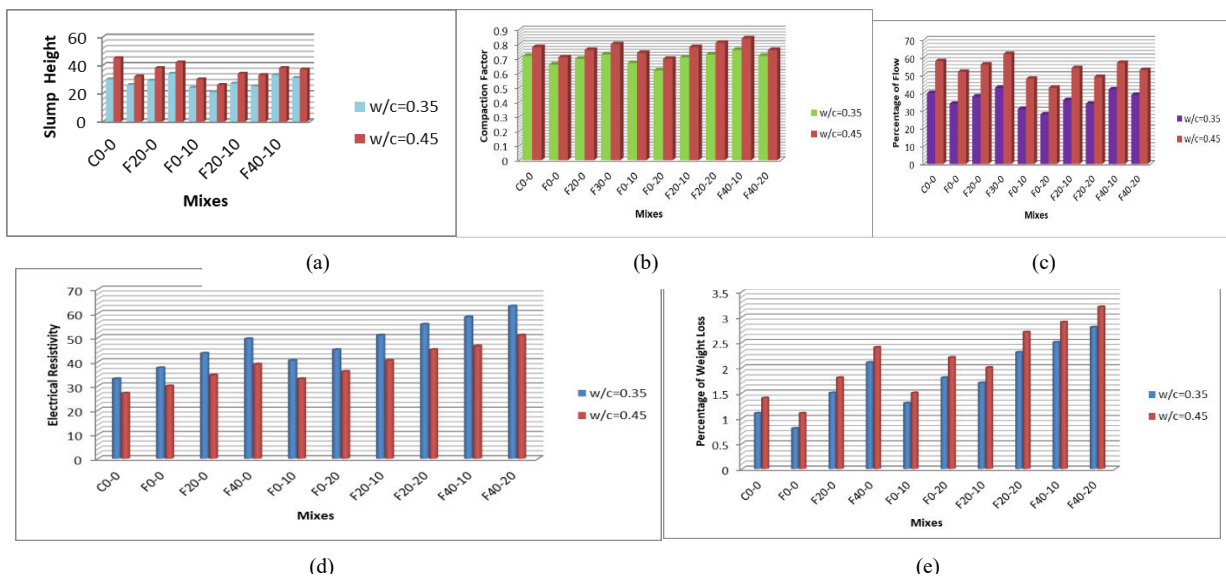 60
40
20
0
Slump Height
C0-0
F20-0
F0-10
F20-10
F40-10
Mixes
w/c=0.35
w/c=0.45
(a)
0.9
0.8
0.7
0.6
0.5
0.4
0.3
0.2
0.1
0
Compaction Factor
C0-0
F0-0
F20-0
F30-0
F0-10
F0-20
F20-10
F20-20
F40-10
F40-20
Mixes
w/c=0.35
w/c=0.45
(b)
70
60
50
40
30
20
10
0
Percentage of Flow
C0-0
F0-0
F20-0
F30-0
F0-10
F0-20
F20-10
F20-20
F40-10
F40-20
Mixes
w/c=0.35
w/c=0.45
(c)
70
60
50
40
30
20
10
0
Electrical Resistivity
C0-0
F0-0
F20-0
F40-0
F0-10
F0-20
F20-10
F20-20
F40-10
F40-20
Mixes
w/c=0.35
w/c=0.45
(d)
3.5
3
2.5
2
1.5
1
0.5
0
Percentage of Weight Loss
C0-0
F0-0
F20-0
F40-0
F0-10
F0-20
F20-10
F20-20
F40-10
F40-20
Mixes
w/c=0.35
w/c=0.45
(e)